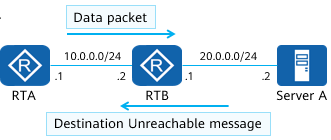 Data packet
10.0.0.0/24
20.0.0.0/24
R
R
.1
.2
.1
.2
RTA
RTB
Server A
Destination Unreachable message